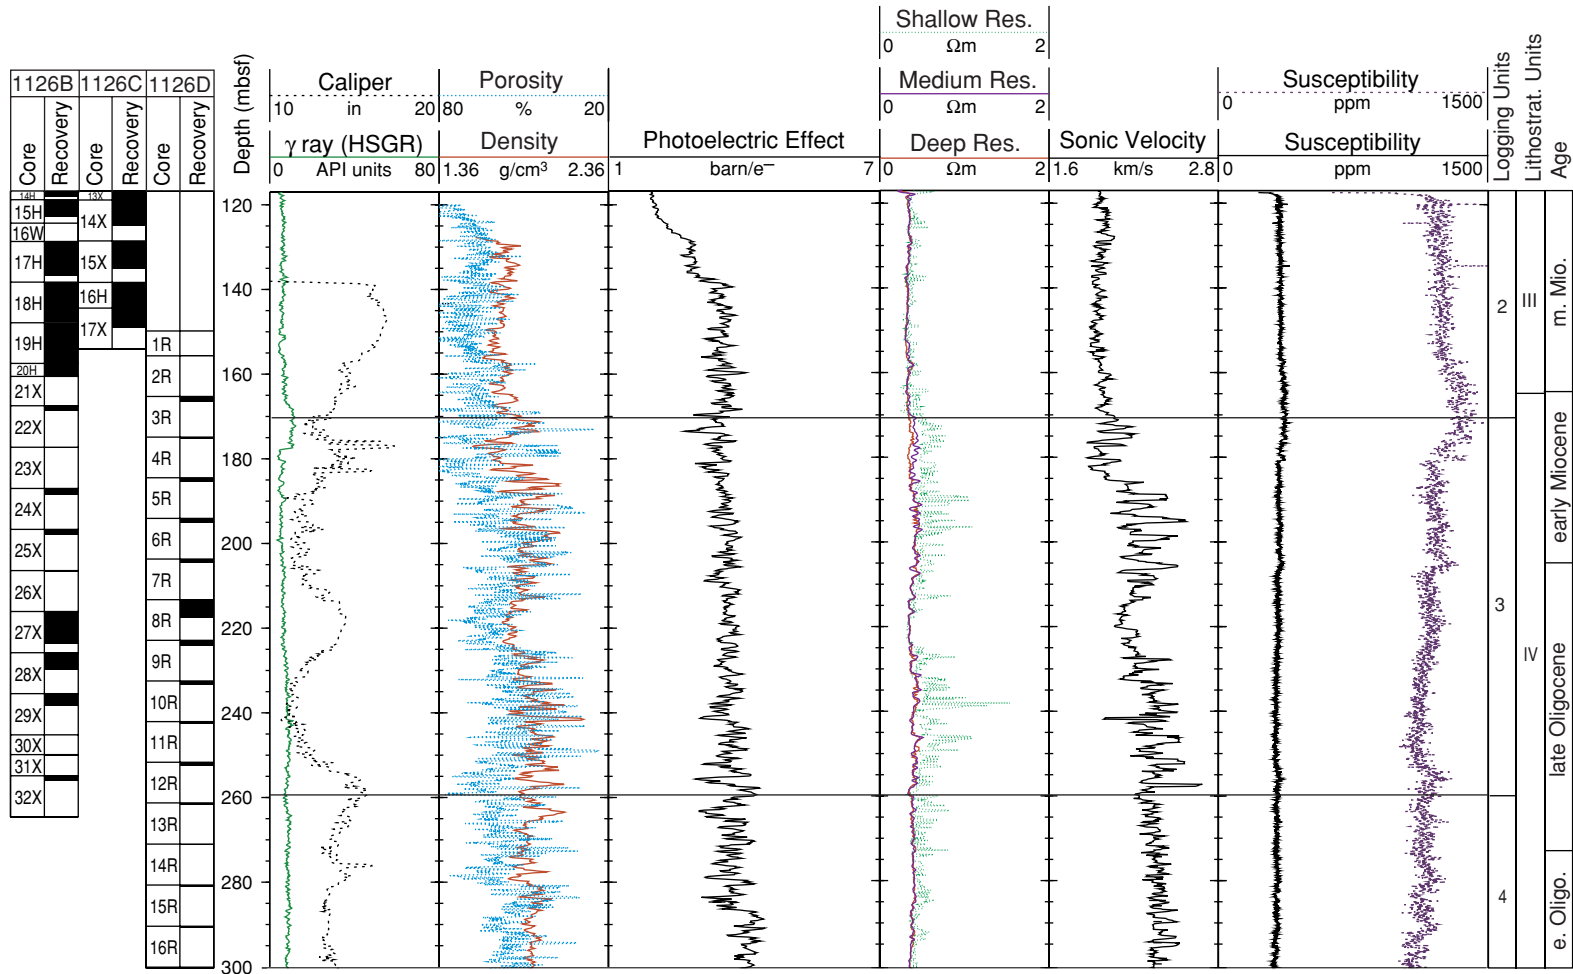 Shallow Res.
0 Ωm 2
1126B 1126C 1126D
Caliper
10 in 20
Porosity
80 % 20
Medium Res.
0 Ωm 2
Susceptibility
0 ppm 1500
Core
Recovery
Core
Recovery
Core
Recovery
Depth (mbsf)
γ ray (HSGR)
0 API units 80
Density
1.36 g/cm³ 2.36
Photoelectric Effect
1 barn/e⁻ 7
Deep Res.
0 Ωm 2
Sonic Velocity
1.6 km/s 2.8
Susceptibility
0 ppm 1500
Logging Units
Lithostrat. Units
Age
14H
15H
16W
17H
18H
19H
20H
21X
22X
23X
24X
25X
26X
27X
28X
29X
30X
31X
32X
13X
14X
15X
16H
17X
1R
2R
3R
4R
5R
6R
7R
8R
9R
10R
11R
12R
13R
14R
15R
16R
120
140
160
180
200
220
240
260
280
300
2
3
4
III
IV
m. Mio.
early Miocene
late Oligocene
e. Oligo.